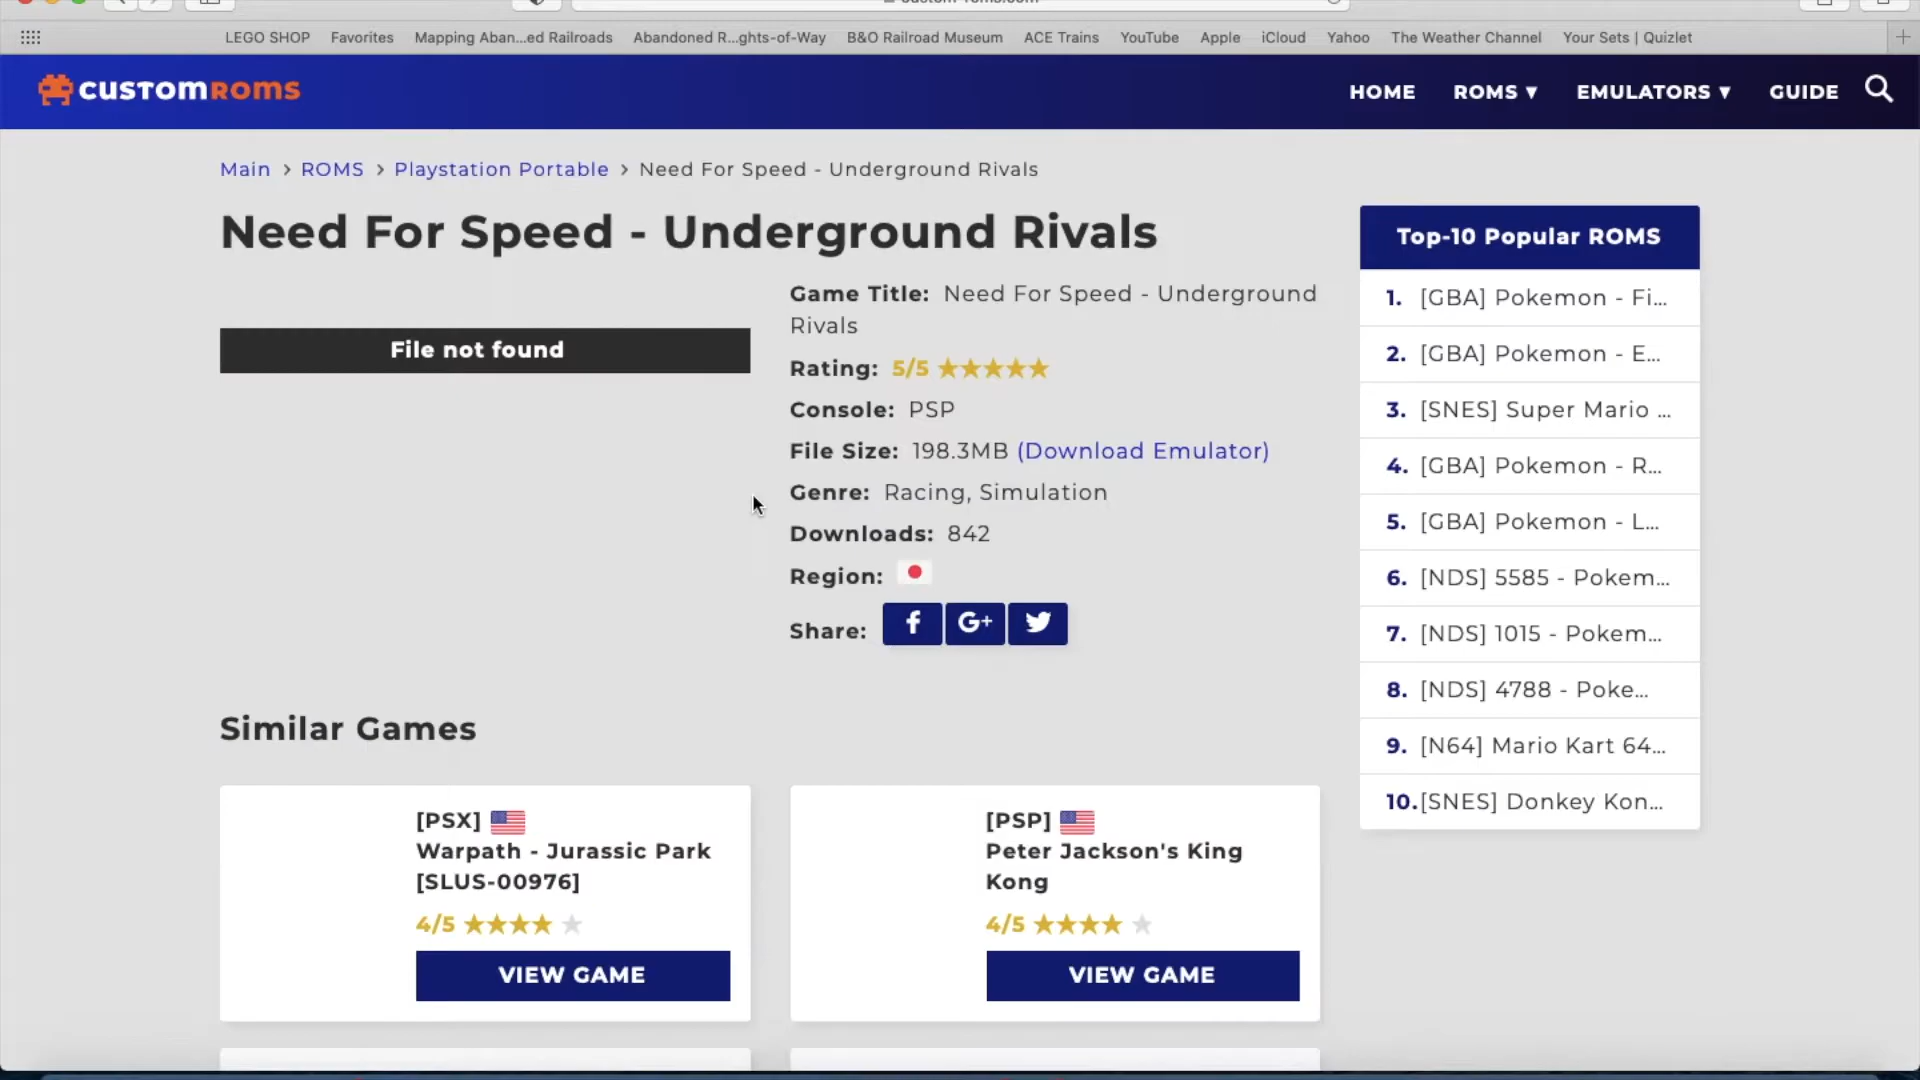 LEGO SHOP Favorites Mapping Aban...ed Railroads Abandoned R...ghts-of-Way B&O Railroad Museum ACE Trains YouTube Apple iCloud Yahoo The Weather Channel Your Sets | Quizlet
CUSTOMROMS
HOME ROMS ▾ EMULATORS ▾ GUIDE
Main > ROMS > Playstation Portable > Need For Speed - Underground Rivals
Need For Speed - Underground Rivals
File not found
Game Title: Need For Speed - Underground
Rivals
Rating: 5/5 ★★★★★
Console: PSP
File Size: 198.3MB (Download Emulator)
Genre: Racing, Simulation
Downloads: 842
Region:
Share: f G+
Top-10 Popular ROMS
1. [GBA] Pokemon - Fi...
2. [GBA] Pokemon - E...
3. [SNES] Super Mario ...
4. [GBA] Pokemon - R...
5. [GBA] Pokemon - L...
6. [NDS] 5585 - Pokem...
7. [NDS] 1015 - Pokem...
8. [NDS] 4788 - Poke...
9. [N64] Mario Kart 64...
10. [SNES] Donkey Kon...
Similar Games
[PSX]
Warpath - Jurassic Park
[SLUS-00976]
4/5 ★★★★★
VIEW GAME
[PSP]
Peter Jackson's King
Kong
4/5 ★★★★★
VIEW GAME